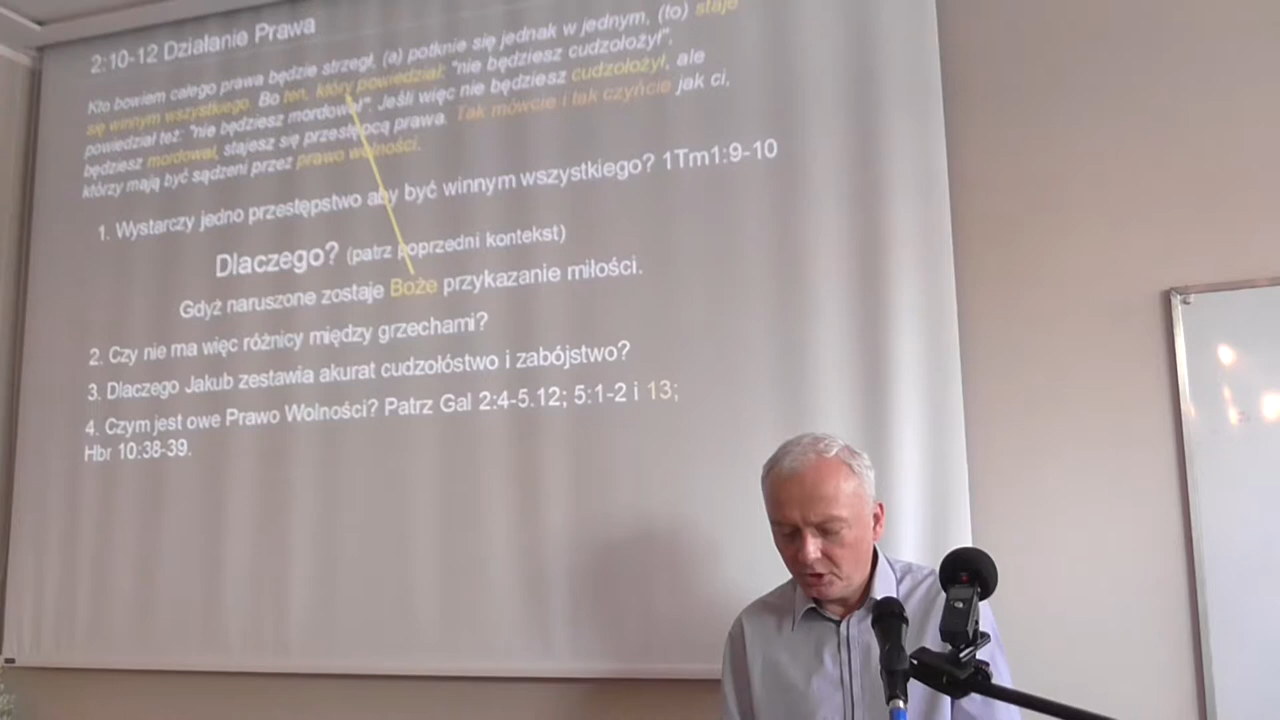 2:10-12 Działanie Prawa
Kto bowiem całego prawa będzie strzegł, (a) potknie się jednak w jednym, (to) staje
się winnym wszystkiego. Bo ten, który powiedział: "nie będziesz cudzołożył",
powiedział też: "nie będziesz mordował". Jeśli więc nie będziesz cudzołożył, ale
będziesz mordował, stajesz się przestępcą prawa. Tak mówcie i tak czyńcie jak ci,
którzy mają być sądzeni przez prawo wolności.
1. Wystarczy jedno przestępstwo aby być winnym wszystkiego? 1Tm1:9-10
Dlaczego? (patrz poprzedni kontekst)
Gdyż naruszone zostaje Boże przykazanie miłości.
2. Czy nie ma więc różnicy między grzechami?
3. Dlaczego Jakub zestawia akurat cudzołóstwo i zabójstwo?
4. Czym jest owe Prawo Wolności? Patrz Gal 2:4-5.12; 5:1-2 i 13;
Hbr 10:38-39.